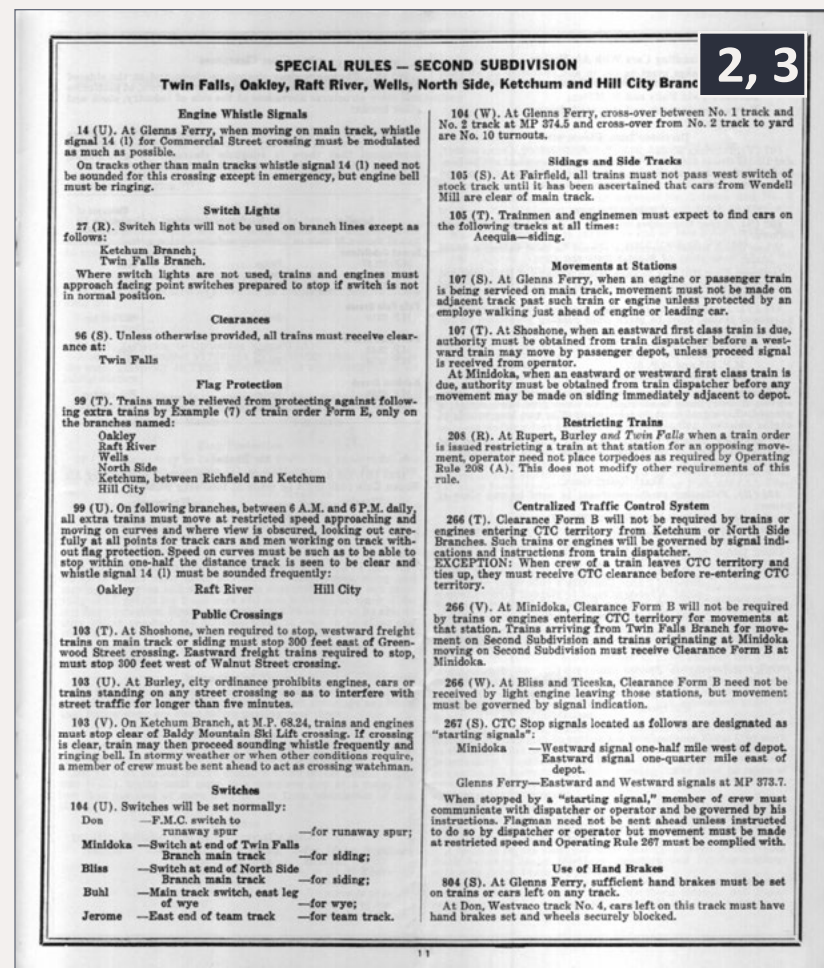 2, 3
SPECIAL RULES — SECOND SUBDIVISION
Twin Falls, Oakley, Raft River, Wells, North Side, Ketchum and Hill City Branc
Engine Whistle Signals
14 (U). At Glenns Ferry, when moving on main track, whistle
signal 14 (l) for Commercial Street crossing must be modulated
as much as possible.
On tracks other than main tracks whistle signal 14 (l) need not
be sounded for this crossing except in emergency, but engine bell
must be ringing.
Switch Lights
27 (R). Switch lights will not be used on branch lines except as
follows:
Ketchum Branch;
Twin Falls Branch.
Where switch lights are not used, trains and engines must
approach facing point switches prepared to stop if switch is not
in normal position.
Clearances
96 (S). Unless otherwise provided, all trains must receive clear-
ance at:
Twin Falls
Flag Protection
99 (T). Trains may be relieved from protecting against follow-
ing extra trains by Example (7) of train order Form E, only on
the branches named:
Oakley
Raft River
Wells
North Side
Ketchum, between Richfield and Ketchum
Hill City
99 (U). On following branches, between 6 A.M. and 6 P.M. daily,
all extra trains must move at restricted speed approaching and
moving on curves and where view is obscured, looking out care-
fully at all points for track cars and men working on track with-
out flag protection. Speed on curves must be such as to be able to
stop within one-half the distance track is seen to be clear and
whistle signal 14 (l) must be sounded frequently:
Oakley Raft River Hill City
Public Crossings
103 (T). At Shoshone, when required to stop, westward freight
trains on main track or siding must stop 300 feet east of Green-
wood Street crossing. Eastward freight trains required to stop,
must stop 300 feet west of Walnut Street crossing.
103 (U). At Burley, city ordinance prohibits engines, cars or
trains standing on any street crossing so as to interfere with
street traffic for longer than five minutes.
103 (V). On Ketchum Branch, at M.P. 68.24, trains and engines
must stop clear of Baldy Mountain Ski Lift crossing. If crossing
is clear, train may then proceed sounding whistle frequently and
ringing bell. In stormy weather or when other conditions require,
a member of crew must be sent ahead to act as crossing watchman.
Switches
104 (U). Switches will be set normally:
Don —F.M.C. switch to
runaway spur —for runaway spur;
Minidoka —Switch at end of Twin Falls
Branch main track —for siding;
Bliss —Switch at end of North Side
Branch main track —for siding;
Buhl —Main track switch, east leg
of wye —for wye;
Jerome —East end of team track —for team track.
104 (W). At Glenns Ferry, cross-over between No. 1 track and
No. 2 track at MP 374.5 and cross-over from No. 2 track to yard
are No. 10 turnouts.
Sidings and Side Tracks
105 (S). At Fairfield, all trains must not pass west switch of
stock track until it has been ascertained that cars from Wendell
Mill are clear of main track.
105 (T). Trainmen and enginemen must expect to find cars on
the following tracks at all times:
Acequia—siding.
Movements at Stations
107 (S). At Glenns Ferry, when an engine or passenger train
is being serviced on main track, movement must not be made on
adjacent track past such train or engine unless protected by an
employe walking just ahead of engine or leading car.
107 (T). At Shoshone, when an eastward first class train is due,
authority must be obtained from train dispatcher before a west-
ward train may move by passenger depot, unless proceed signal
is received from operator.
At Minidoka, when an eastward or westward first class train is
due, authority must be obtained from train dispatcher before any
movement may be made on siding immediately adjacent to depot.
Restricting Trains
208 (R). At Rupert, Burley and Twin Falls when a train order
is issued restricting a train at that station for an opposing move-
ment, operator need not place torpedoes as required by Operating
Rule 208 (A). This does not modify other requirements of this
rule.
Centralized Traffic Control System
266 (T). Clearance Form B will not be required by trains or
engines entering CTC territory from Ketchum or North Side
Branches. Such trains or engines will be governed by signal indi-
cations and instructions from train dispatcher.
EXCEPTION: When crew of a train leaves CTC territory and
ties up, they must receive CTC clearance before re-entering CTC
territory.
266 (V). At Minidoka, Clearance Form B will not be required
by trains or engines entering CTC territory for movements at
that station. Trains arriving from Twin Falls Branch for move-
ment on Second Subdivision and trains originating at Minidoka
moving on Second Subdivision must receive Clearance Form B at
Minidoka.
266 (W). At Bliss and Ticeska, Clearance Form B need not be
received by light engine leaving those stations, but movement
must be governed by signal indication.
267 (S). CTC Stop signals located as follows are designated as
"starting signals":
Minidoka —Westward signal one-half mile west of depot.
Eastward signal one-quarter mile east of
depot.
Glenns Ferry—Eastward and Westward signals at MP 373.7.
When stopped by a "starting signal," member of crew must
communicate with dispatcher or operator and be governed by his
instructions. Flagman need not be sent ahead unless instructed
to do so by dispatcher or operator but movement must be made
at restricted speed and Operating Rule 267 must be complied with.
Use of Hand Brakes
804 (S). At Glenns Ferry, sufficient hand brakes must be set
on trains or cars left on any track.
At Don, Westvaco track No. 4, cars left on this track must have
hand brakes set and wheels securely blocked.
11